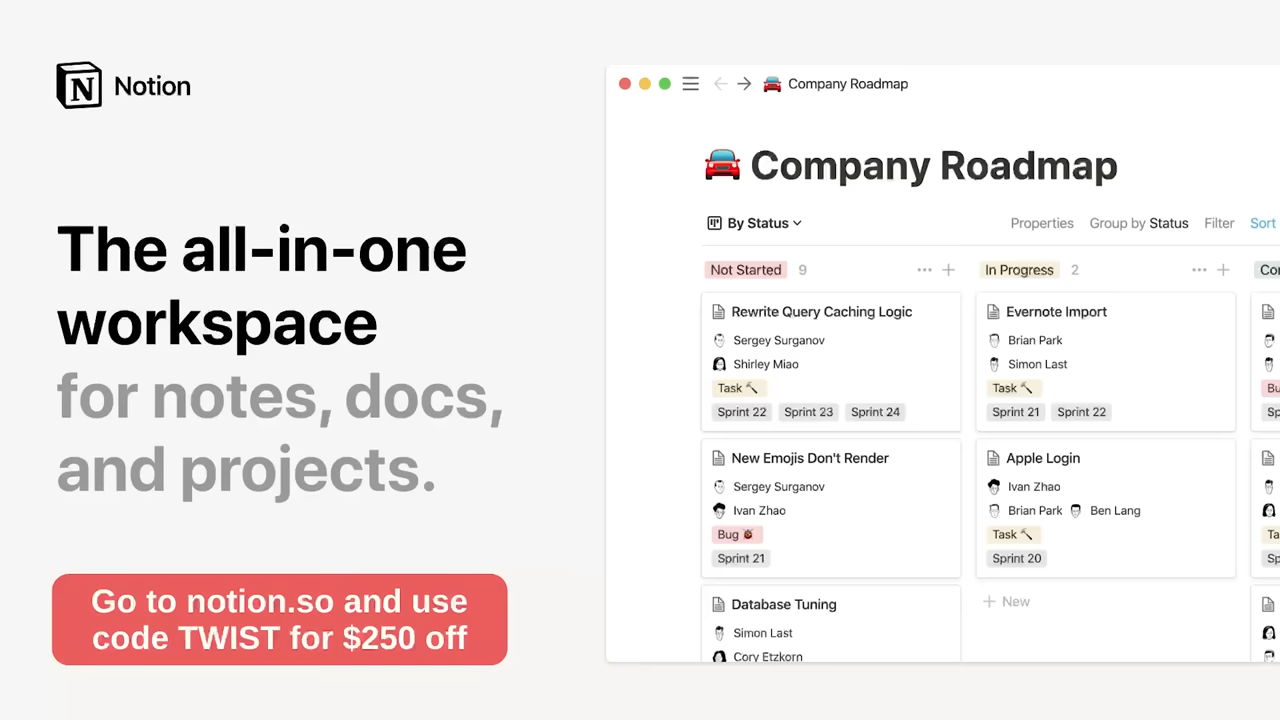 Notion
The all-in-one
workspace
for notes, docs,
and projects.
Go to notion.so and use
code TWIST for $250 off
Company Roadmap
Company Roadmap
By Status
Properties Group by Status Filter Sort
Not Started 9
Rewrite Query Caching Logic
Sergey Surganov
Shirley Miao
Task
Sprint 22 Sprint 23 Sprint 24
New Emojis Don't Render
Sergey Surganov
Ivan Zhao
Bug
Sprint 21
Database Tuning
Simon Last
Cory Etzkorn
In Progress 2
Evernote Import
Brian Park
Simon Last
Task
Sprint 21 Sprint 22
Apple Login
Ivan Zhao
Brian Park Ben Lang
Task
Sprint 20
New